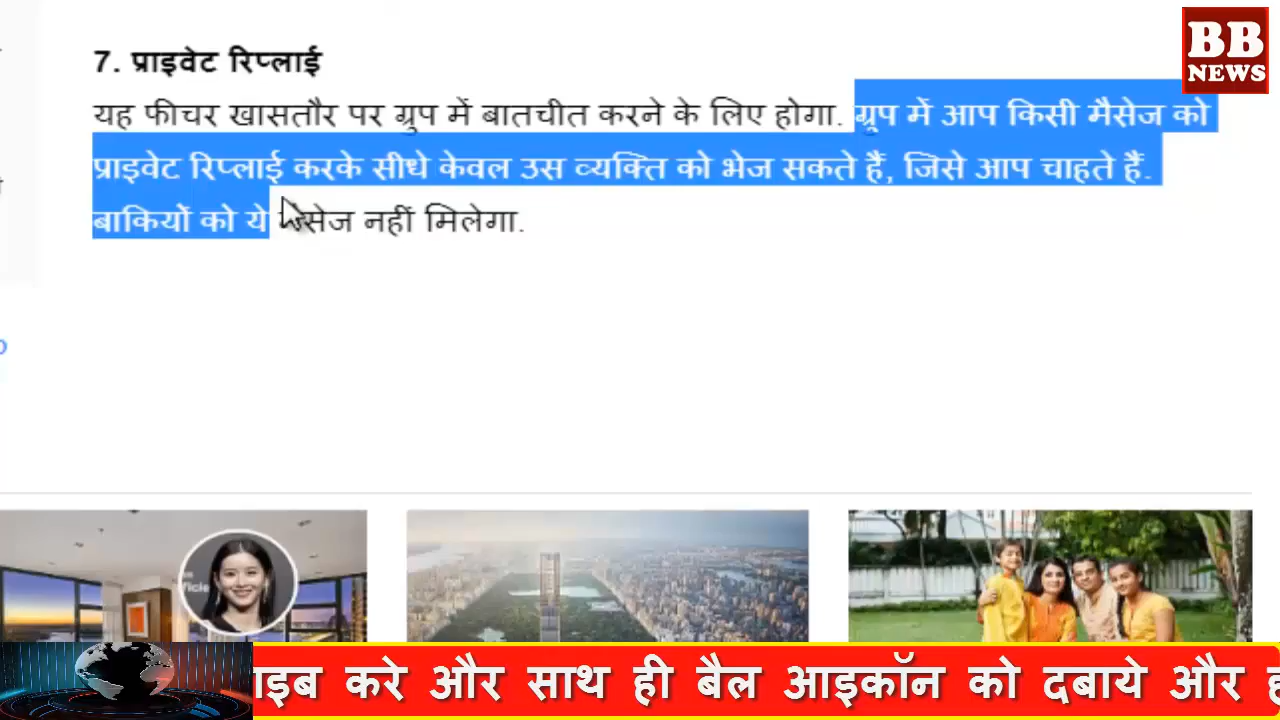 BB
NEWS
7. प्राइवेट रिप्लाई
यह फीचर खासतौर पर ग्रुप में बातचीत करने के लिए होगा. ग्रुप में आप किसी मैसेज को
प्राइवेट रिप्लाई करके सीधे केवल उस व्यक्ति को भेज सकते हैं, जिसे आप चाहते हैं.
बाकियों को ये मैसेज नहीं मिलेगा.
करे और साथ ही बैल आइकॉन को दबाये और